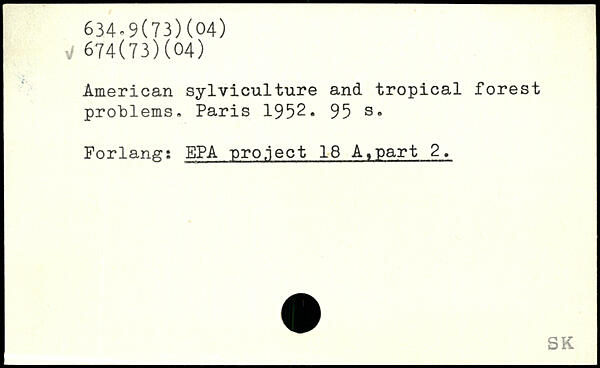 634.9(73)(04)
✓ 674(73)(04)
American sylviculture and tropical forest
problems. Paris 1952. 95 s.
Forlang: EPA project 18 A,part 2.
SK